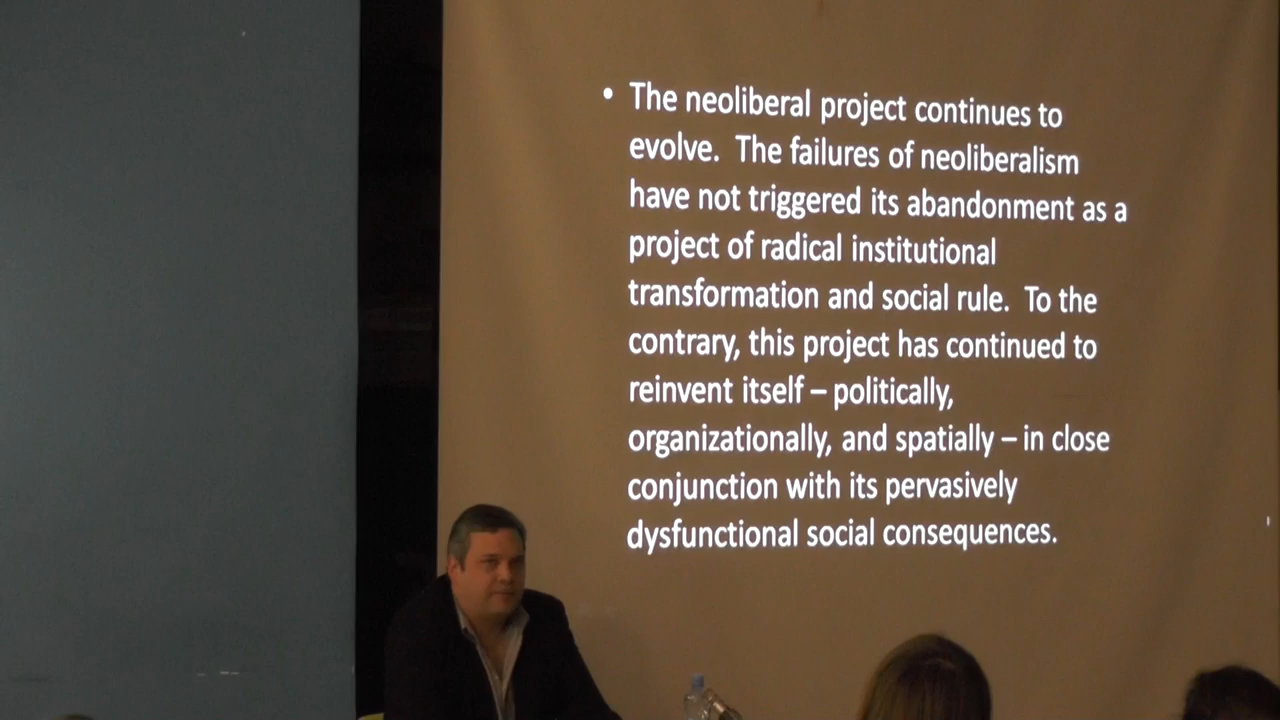 • The neoliberal project continues to
evolve.  The failures of neoliberalism
have not triggered its abandonment as a
project of radical institutional
transformation and social rule.  To the
contrary, this project has continued to
reinvent itself – politically,
organizationally, and spatially – in close
conjunction with its pervasively
dysfunctional social consequences.